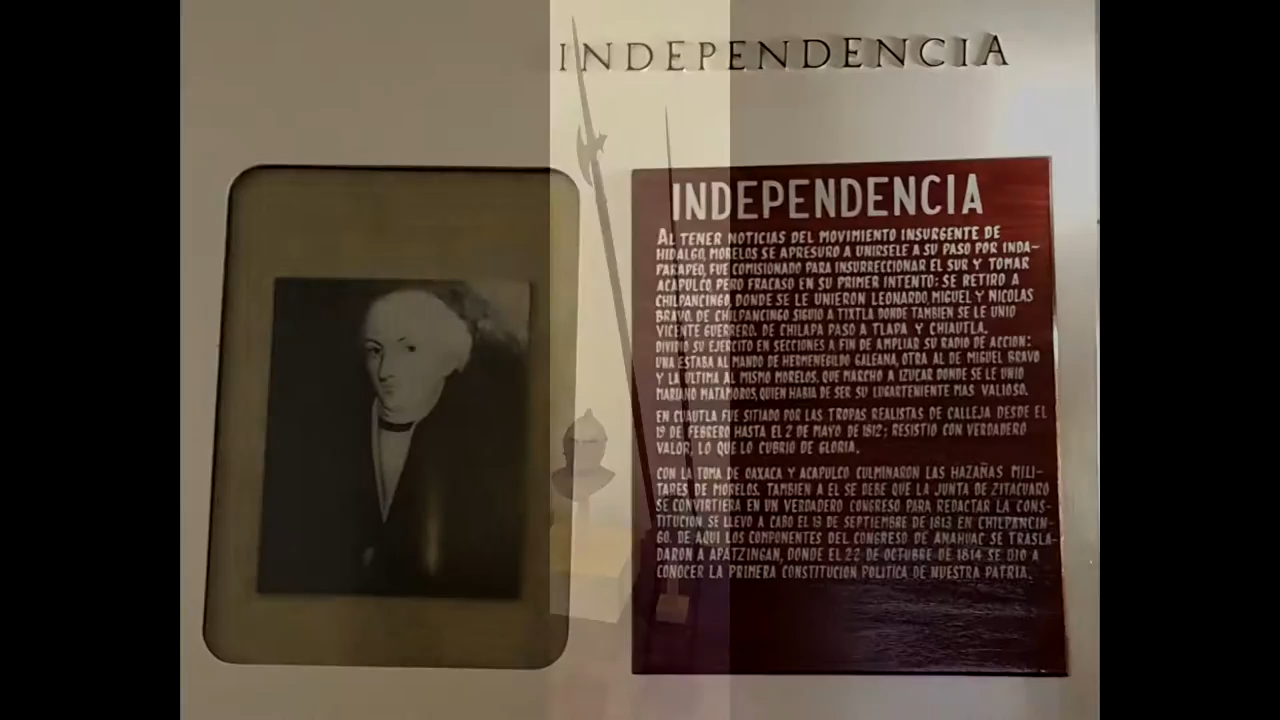 INDEPENDENCIA
INDEPENDENCIA
AL TENER NOTICIAS DEL MOVIMIENTO INSURGENTE DE
HIDALGO, MORELOS SE APRESURO A UNIRSELE A SU PASO POR INDA-
PARAPEO, FUE COMISIONADO PARA INSURRECCIONAR EL SUR Y TOMAR
ACAPULCO, PERO FRACASO EN SU PRIMER INTENTO: SE RETIRO A
CHILPANCINGO, DONDE SE LE UNIERON LEONARDO, MIGUEL Y NICOLAS
BRAVO. DE CHILPANCINGO SIGUIO A TIXTLA DONDE TAMBIEN SE LE UNIO
VICENTE GUERRERO. DE CHILAPA PASO A TLAPA Y CHIAUTLA.
DIVIDIO SU EJERCITO EN SECCIONES A FIN DE AMPLIAR SU RADIO DE ACCION:
UNA ESTABA AL MANDO DE HERMENEGILDO GALEANA, OTRA AL DE MIGUEL BRAVO
Y LA ULTIMA AL MISMO MORELOS, QUE MARCHO A IZUCAR DONDE SE LE UNIO
MARIANO MATAMOROS, QUIEN HABIA DE SER SU LUGARTENIENTE MAS VALIOSO.
EN CUAUTLA FUE SITIADO POR LAS TROPAS REALISTAS DE CALLEJA DESDE EL
19 DE FEBRERO HASTA EL 2 DE MAYO DE 1812; RESISTIO CON VERDADERO
VALOR, LO QUE LO CUBRIO DE GLORIA.
CON LA TOMA DE OAXACA Y ACAPULCO CULMINARON LAS HAZAÑAS MILI-
TARES DE MORELOS. TAMBIEN A EL SE DEBE QUE LA JUNTA DE ZITACUARO
SE CONVIRTIERA EN UN VERDADERO CONGRESO PARA REDACTAR LA CONS-
TITUCION SE LLEVO A CABO EL 13 DE SEPTIEMBRE DE 1813 EN CHILPANCIN-
GO. DE AQUI LOS COMPONENTES DEL CONGRESO DE ANAHUAC SE TRASLA-
DARON A APATZINGAN, DONDE EL 22 DE OCTUBRE DE 1814 SE DIO A
CONOCER LA PRIMERA CONSTITUCION POLITICA DE NUESTRA PATRIA.